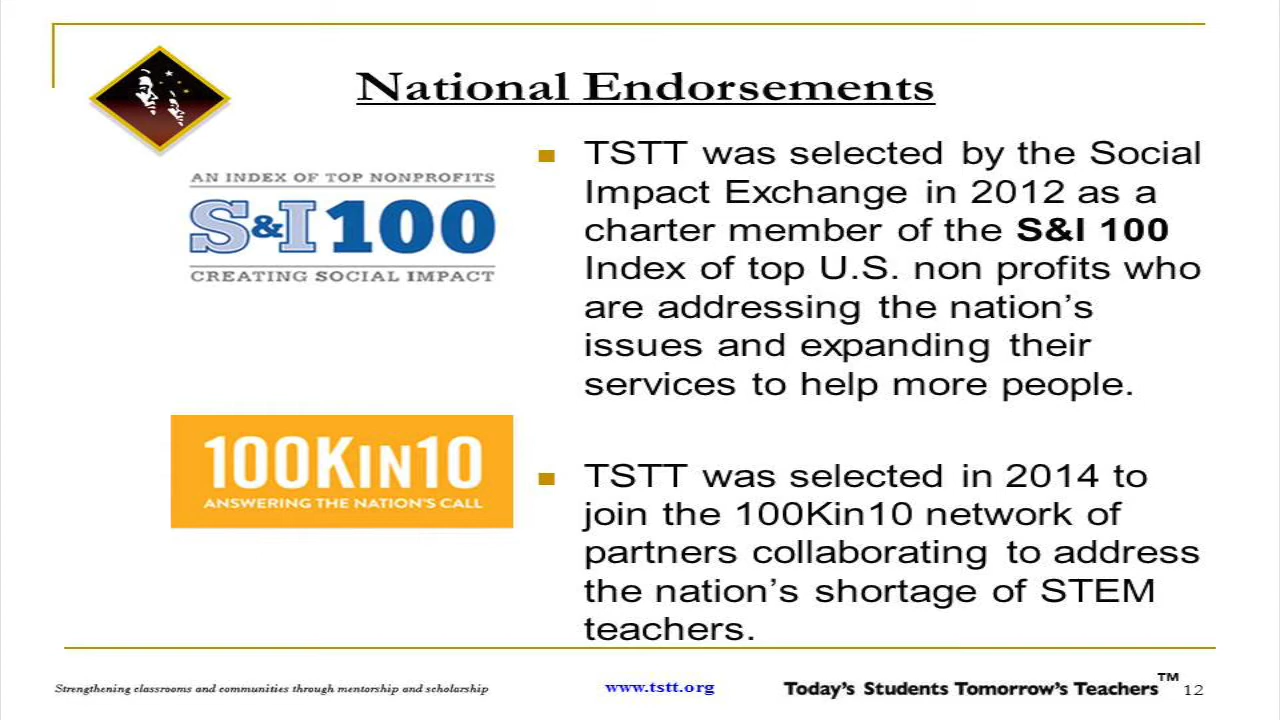 National Endorsements
AN INDEX OF TOP NONPROFITS
S&I 100
CREATING SOCIAL IMPACT
TSTT was selected by the Social
Impact Exchange in 2012 as a
charter member of the S&I 100
Index of top U.S. non profits who
are addressing the nation's
issues and expanding their
services to help more people.
100KIN10
ANSWERING THE NATION'S CALL
TSTT was selected in 2014 to
join the 100Kin10 network of
partners collaborating to address
the nation's shortage of STEM
teachers.
Strengthening classrooms and communities through mentorship and scholarship
www.tstt.org
Today's Students Tomorrow's Teachers™ 12